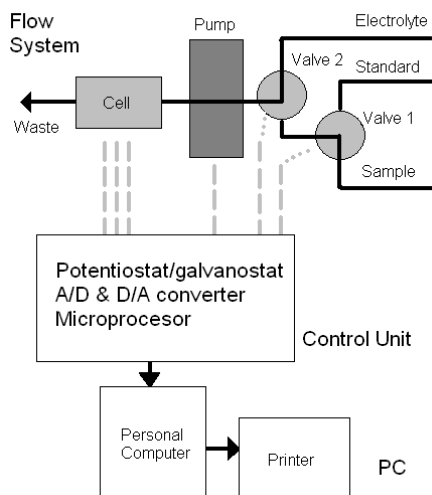 Flow
System
Pump
Electrolyte
Valve 2
Standard
Cell
Valve 1
Waste
Sample
Potentiostat/galvanostat
A/D & D/A converter
Microprocesor
Control Unit
Personal
Computer
Printer
PC